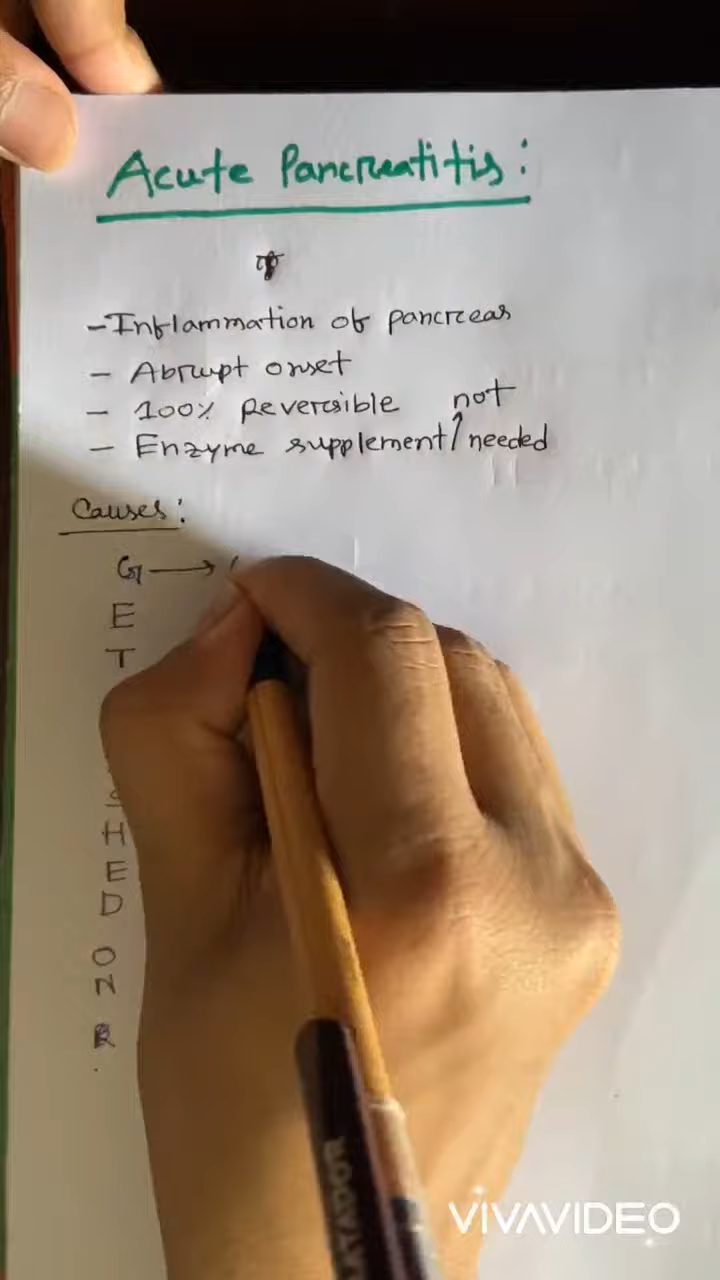 Acute Pancreatitis:
- Inflammation of pancreas
- Abrupt onset
- 100% Reversible
not
- Enzyme supplement needed
Causes:
G →
E
T
S
H
E
D
O
N
R
VIVAVIDEO